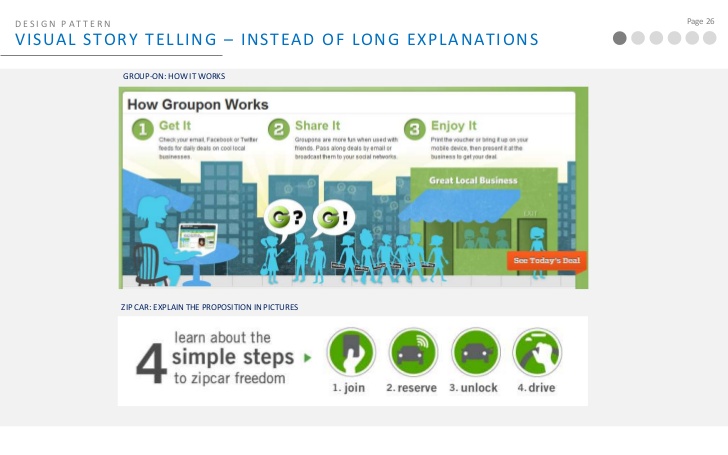 DESIGN PATTERN
VISUAL STORY TELLING – INSTEAD OF LONG EXPLANATIONS
Page 26
GROUP-ON: HOW IT WORKS
How Groupon Works
1 Get It
Check your email, Facebook or Twitter
feeds for daily deals on cool local
businesses.
2 Share It
Groupons are more fun when used with
friends. Pass along deals by email or
broadcast them to your social networks.
3 Enjoy It
Print the voucher or bring it up on your
mobile device, then present it at the
business to get your deal.
Great Local Business
G? G!
See Today's Deal
ZIP CAR: EXPLAIN THE PROPOSITION IN PICTURES
4 learn about the
simple steps
to zipcar freedom
1. join
2. reserve
3. unlock
4. drive